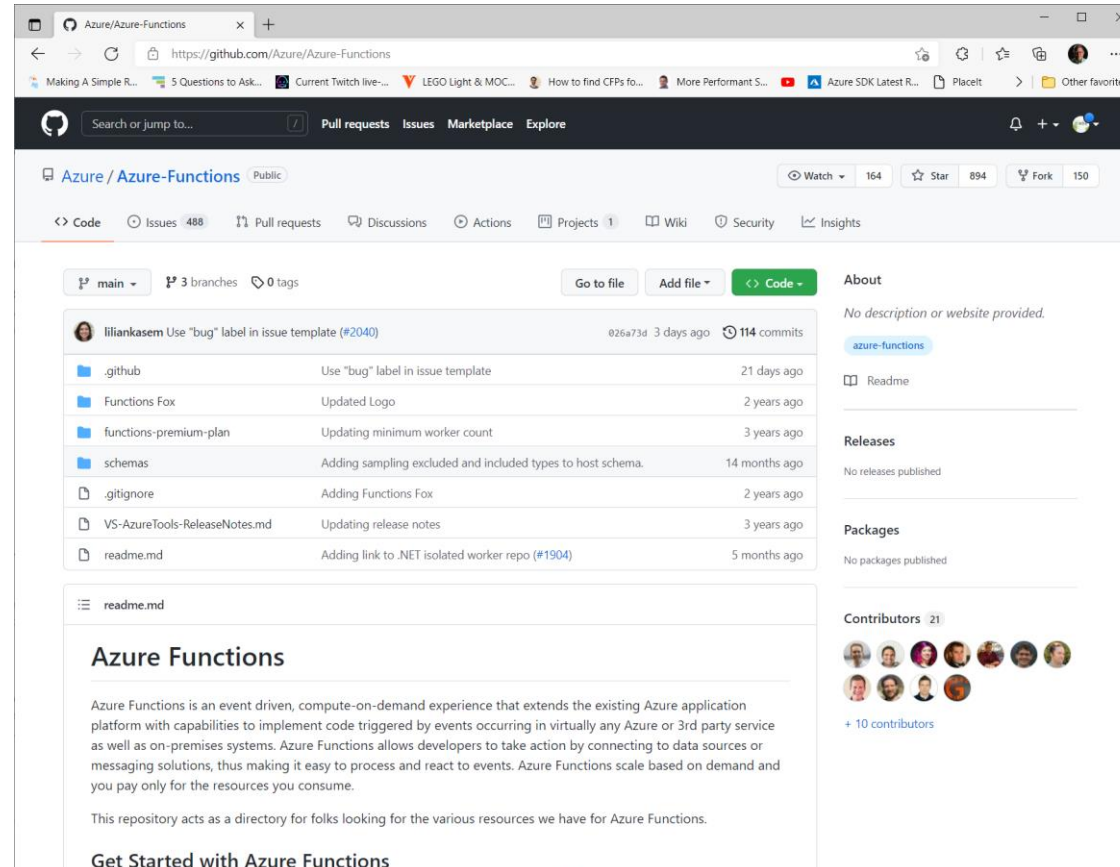 Azure/Azure-Functions
https://github.com/Azure/Azure-Functions
Making A Simple R... 5 Questions to Ask... Current Twitch live-... LEGO Light & MOC... How to find CFPs fo... More Performant S... Azure SDK Latest R... PlaceIt Other favorite
Search or jump to... / Pull requests Issues Marketplace Explore
Azure / Azure-Functions Public Watch 164 Star 894 Fork 150
<> Code Issues 488 Pull requests Discussions Actions Projects 1 Wiki Security Insights
main 3 branches 0 tags Go to file Add file <> Code
About
No description or website provided.
azure-functions
Readme
liliankasem Use "bug" label in issue template (#2040) 026a73d 3 days ago 114 commits
.github Use "bug" label in issue template 21 days ago
Functions Fox Updated Logo 2 years ago
functions-premium-plan Updating minimum worker count 3 years ago
schemas Adding sampling excluded and included types to host schema. 14 months ago
.gitignore Adding Functions Fox 2 years ago
VS-AzureTools-ReleaseNotes.md Updating release notes 3 years ago
readme.md Adding link to .NET isolated worker repo (#1904) 5 months ago
Releases
No releases published
Packages
No packages published
Contributors 21
+ 10 contributors
readme.md
Azure Functions
Azure Functions is an event driven, compute-on-demand experience that extends the existing Azure application
platform with capabilities to implement code triggered by events occurring in virtually any Azure or 3rd party service
as well as on-premises systems. Azure Functions allows developers to take action by connecting to data sources or
messaging solutions, thus making it easy to process and react to events. Azure Functions scale based on demand and
you pay only for the resources you consume.
This repository acts as a directory for folks looking for the various resources we have for Azure Functions.
Get Started with Azure Functions